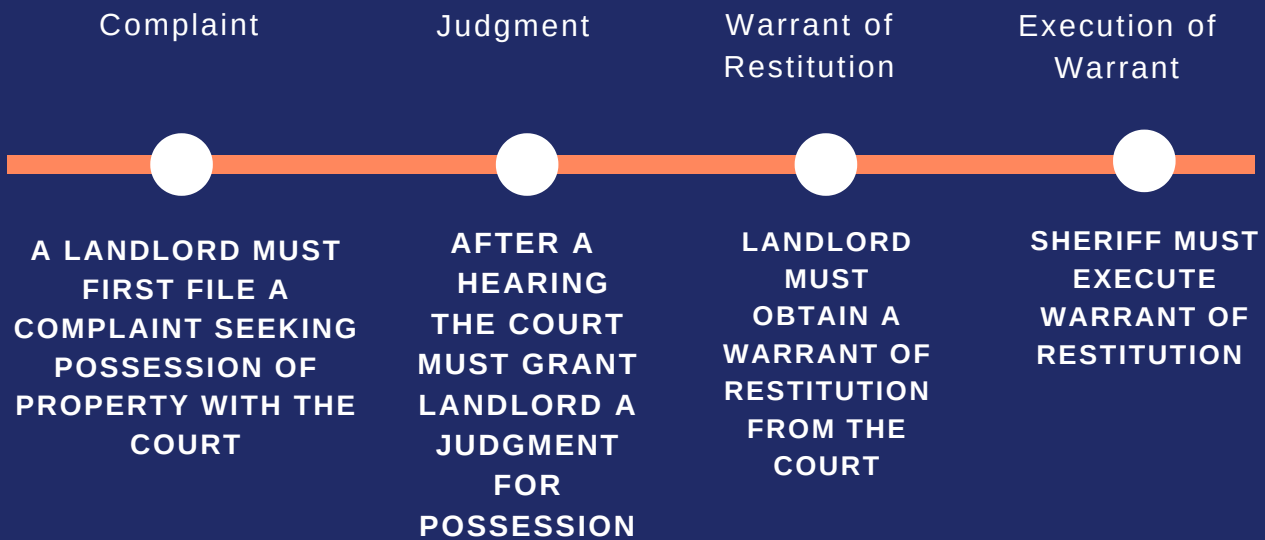 Complaint
A LANDLORD MUST
FIRST FILE A
COMPLAINT SEEKING
POSSESSION OF
PROPERTY WITH THE
COURT
Judgment
AFTER A
HEARING
THE COURT
MUST GRANT
LANDLORD A
JUDGMENT
FOR
POSSESSION
Warrant of
Restitution
LANDLORD
MUST
OBTAIN A
WARRANT OF
RESTITUTION
FROM THE
COURT
Execution of
Warrant
SHERIFF MUST
EXECUTE
WARRANT OF
RESTITUTION